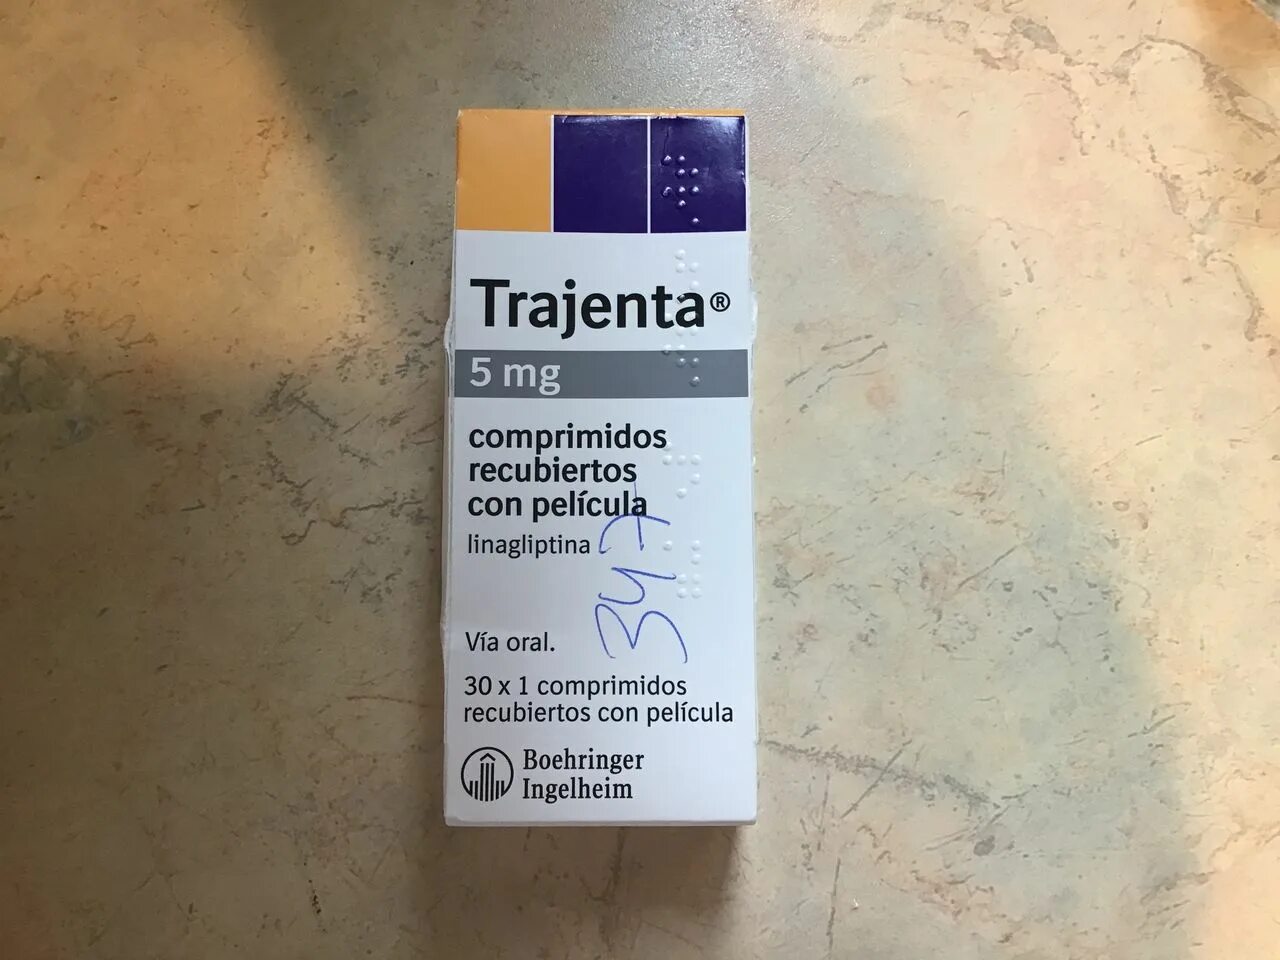 Trajenta®
5 mg
comprimidos
recubiertos
con película
linagliptina
347
Vía oral.
30 x 1 comprimidos
recubiertos con película
Boehringer
Ingelheim